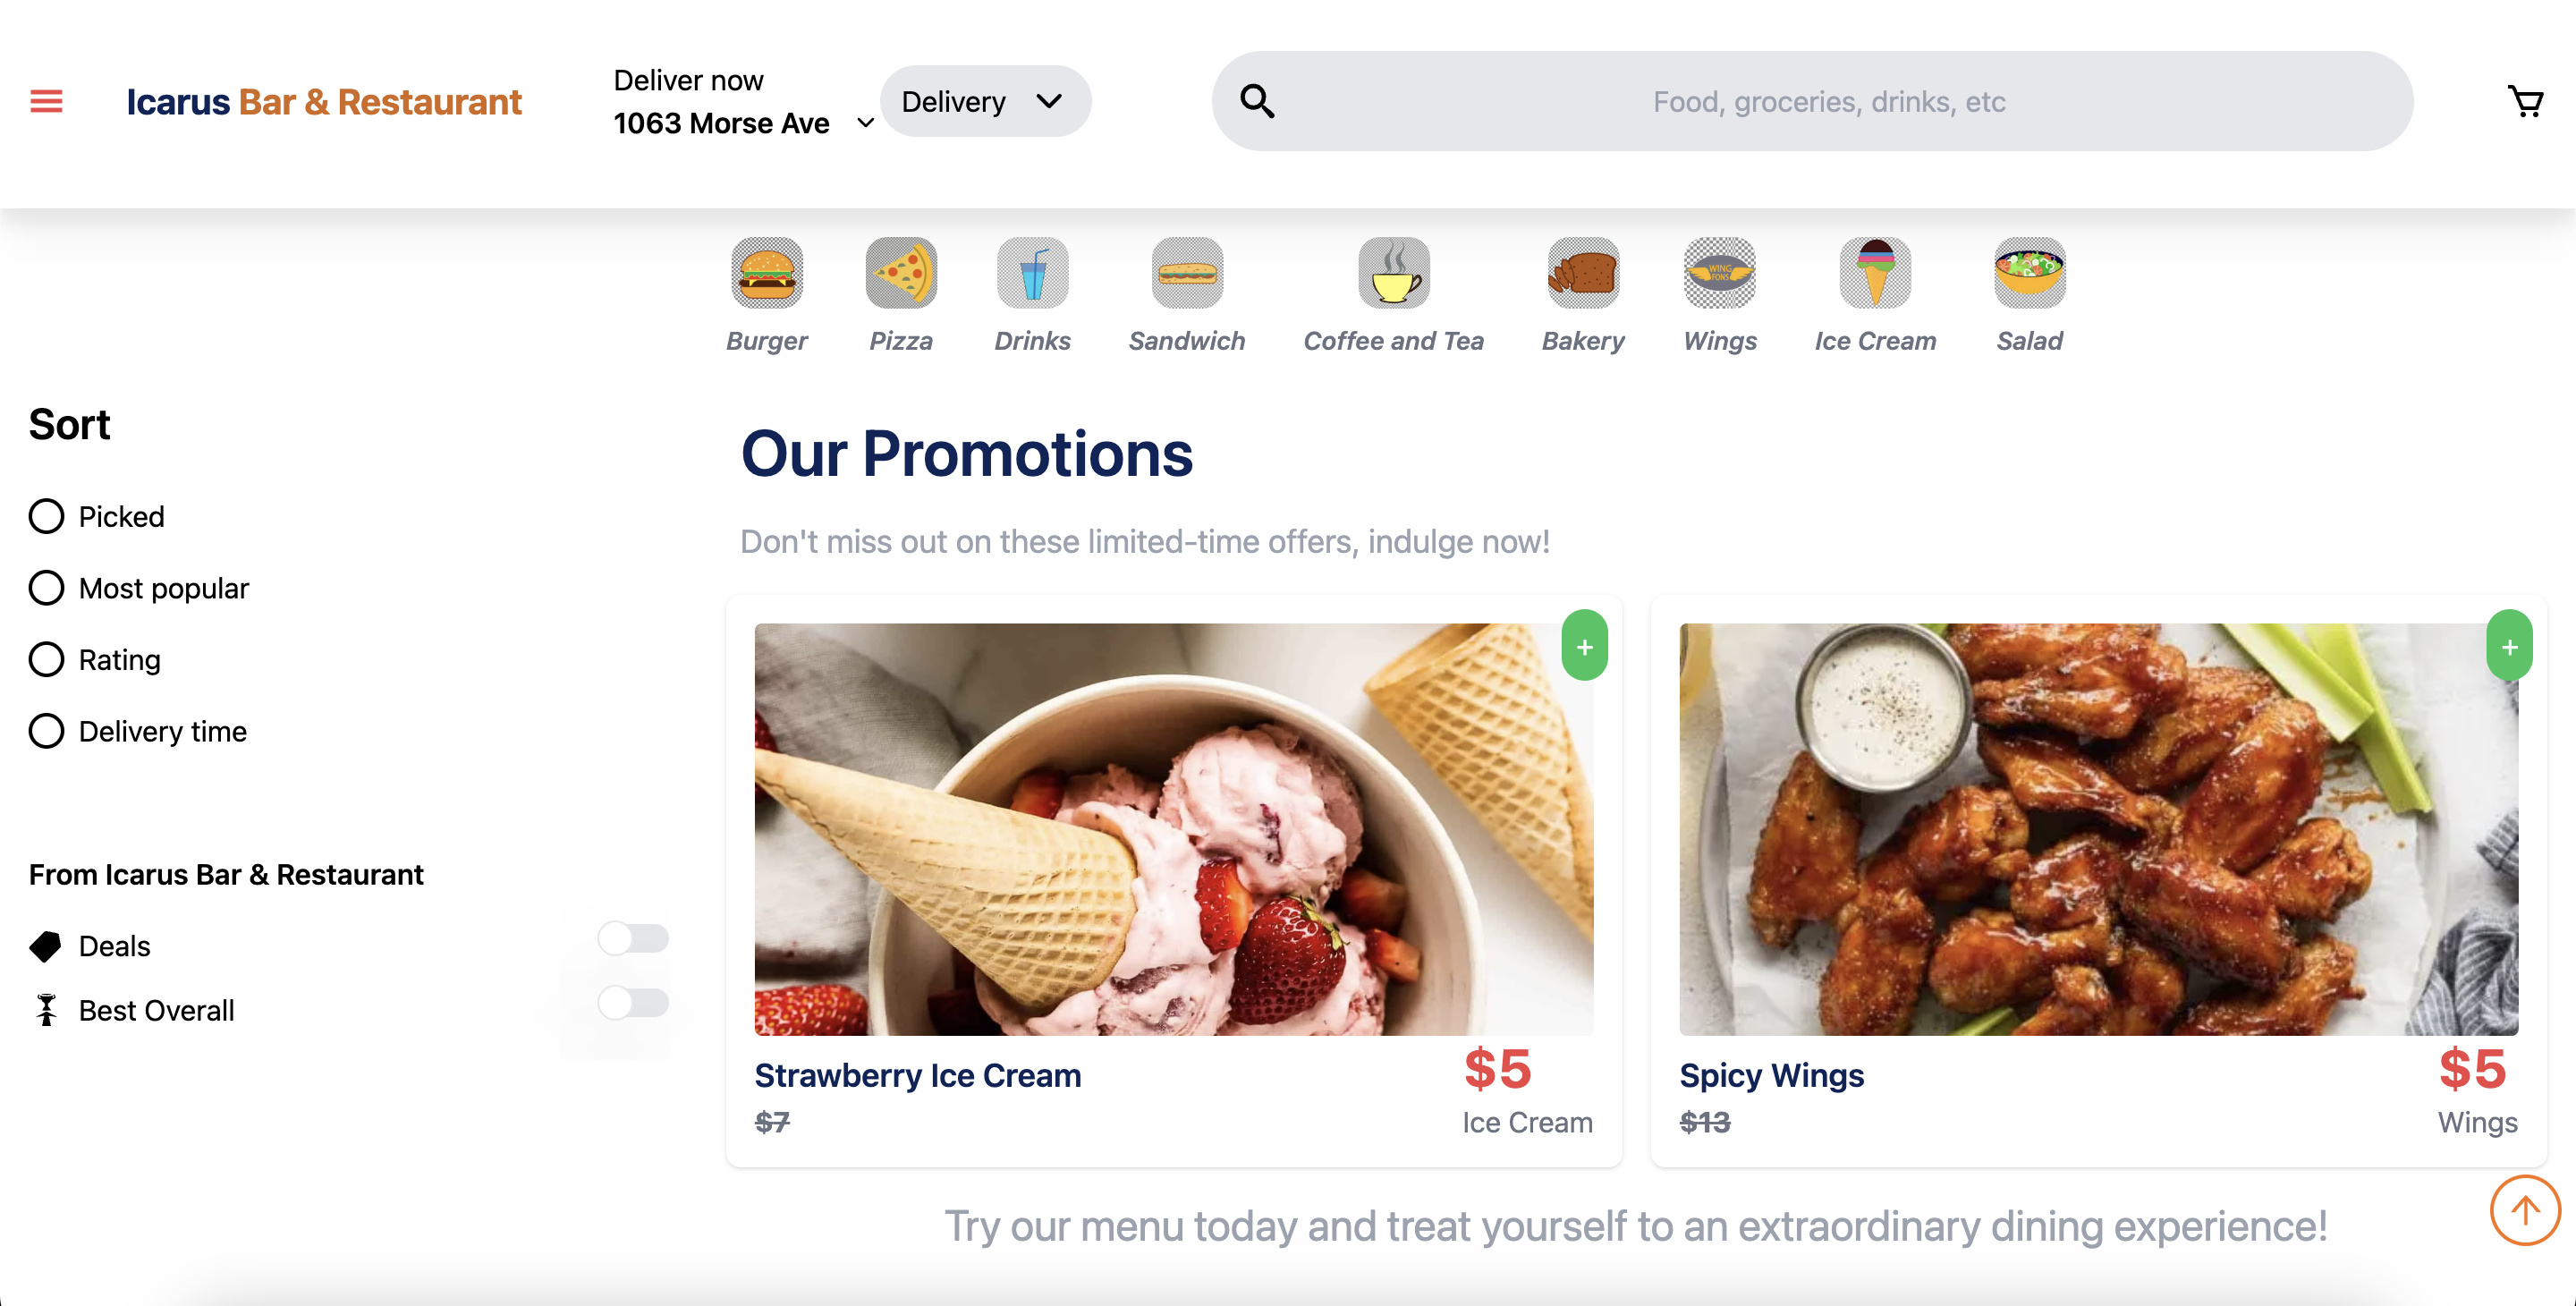 Icarus Bar & Restaurant
Deliver now
1063 Morse Ave
Delivery
Food, groceries, drinks, etc
WING
FONS
Burger
Pizza
Drinks
Sandwich
Coffee and Tea
Bakery
Wings
Ice Cream
Salad
Sort
Picked
Most popular
Rating
Delivery time
From Icarus Bar & Restaurant
Deals
Best Overall
Our Promotions
Don't miss out on these limited-time offers, indulge now!
+
Strawberry Ice Cream
$5
$7
Ice Cream
+
Spicy Wings
$5
$13
Wings
Try our menu today and treat yourself to an extraordinary dining experience!